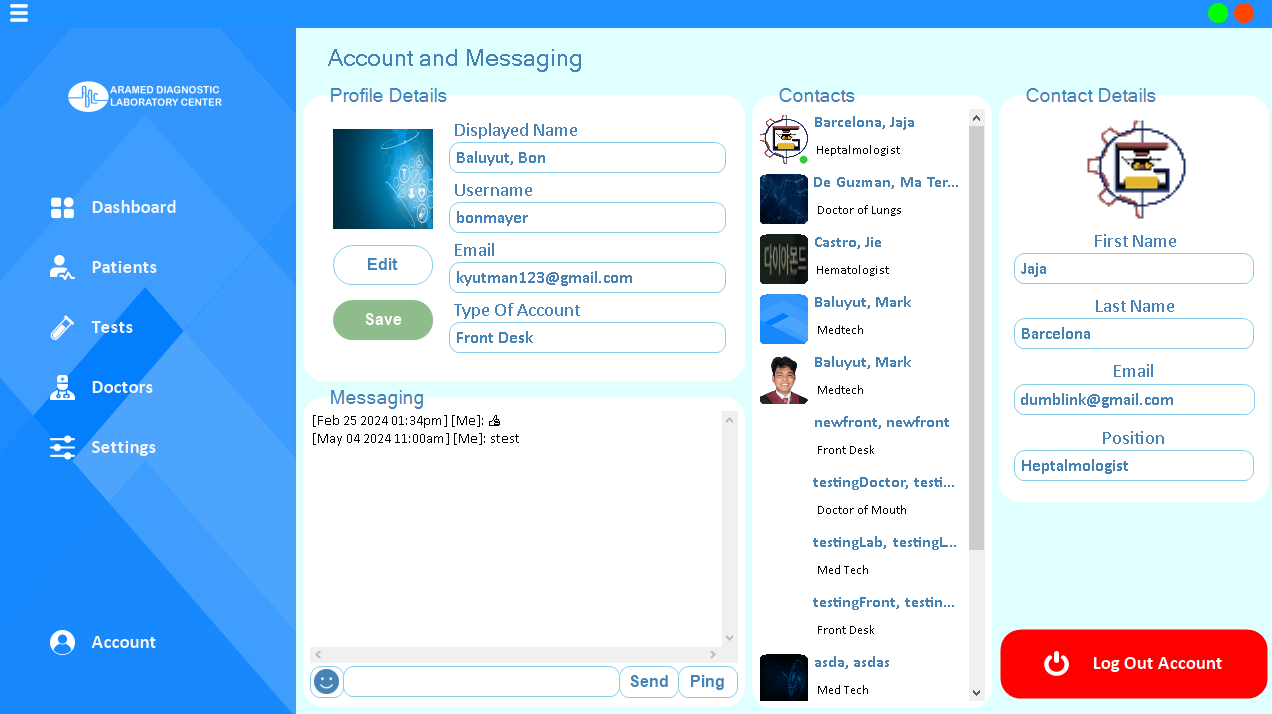 ARAMED DIAGNOSTIC
LABORATORY CENTER
Dashboard
Patients
Tests
Doctors
Settings
Account
Account and Messaging
Profile Details
Displayed Name
Baluyut, Bon
Username
bonmayer
Email
kyutman123@gmail.com
Type Of Account
Front Desk
Edit
Save
Messaging
[Feb 25 2024 01:34pm] [Me]: 👍
[May 04 2024 11:00am] [Me]: stest
Send
Ping
Contacts
Barcelona, Jaja
Heptalmologist
De Guzman, Ma Ter...
Doctor of Lungs
다이아몬드
Castro, Jie
Hematologist
Baluyut, Mark
Medtech
Baluyut, Mark
Medtech
newfront, newfront
Front Desk
testingDoctor, testi...
Doctor of Mouth
testingLab, testingL...
Med Tech
testingFront, testin...
Front Desk
asda, asdas
Med Tech
Contact Details
First Name
Jaja
Last Name
Barcelona
Email
dumblink@gmail.com
Position
Heptalmologist
Log Out Account